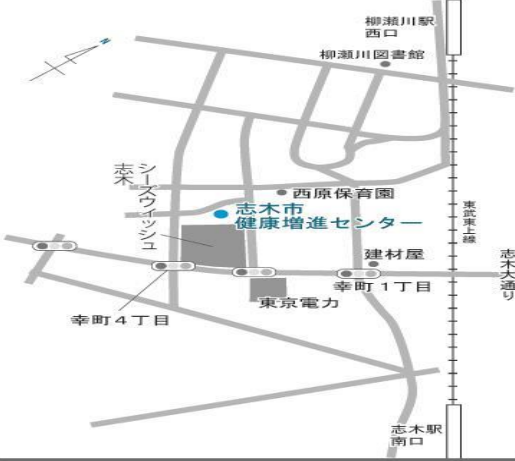 柳瀬川駅
西口
柳瀬川図書館
N
シーズウィッシュ
志木
西原保育園
志木市
健康増進センター
東武東上線
建材屋
志木大通り
幸町1丁目
東京電力
幸町4丁目
志木駅
南口